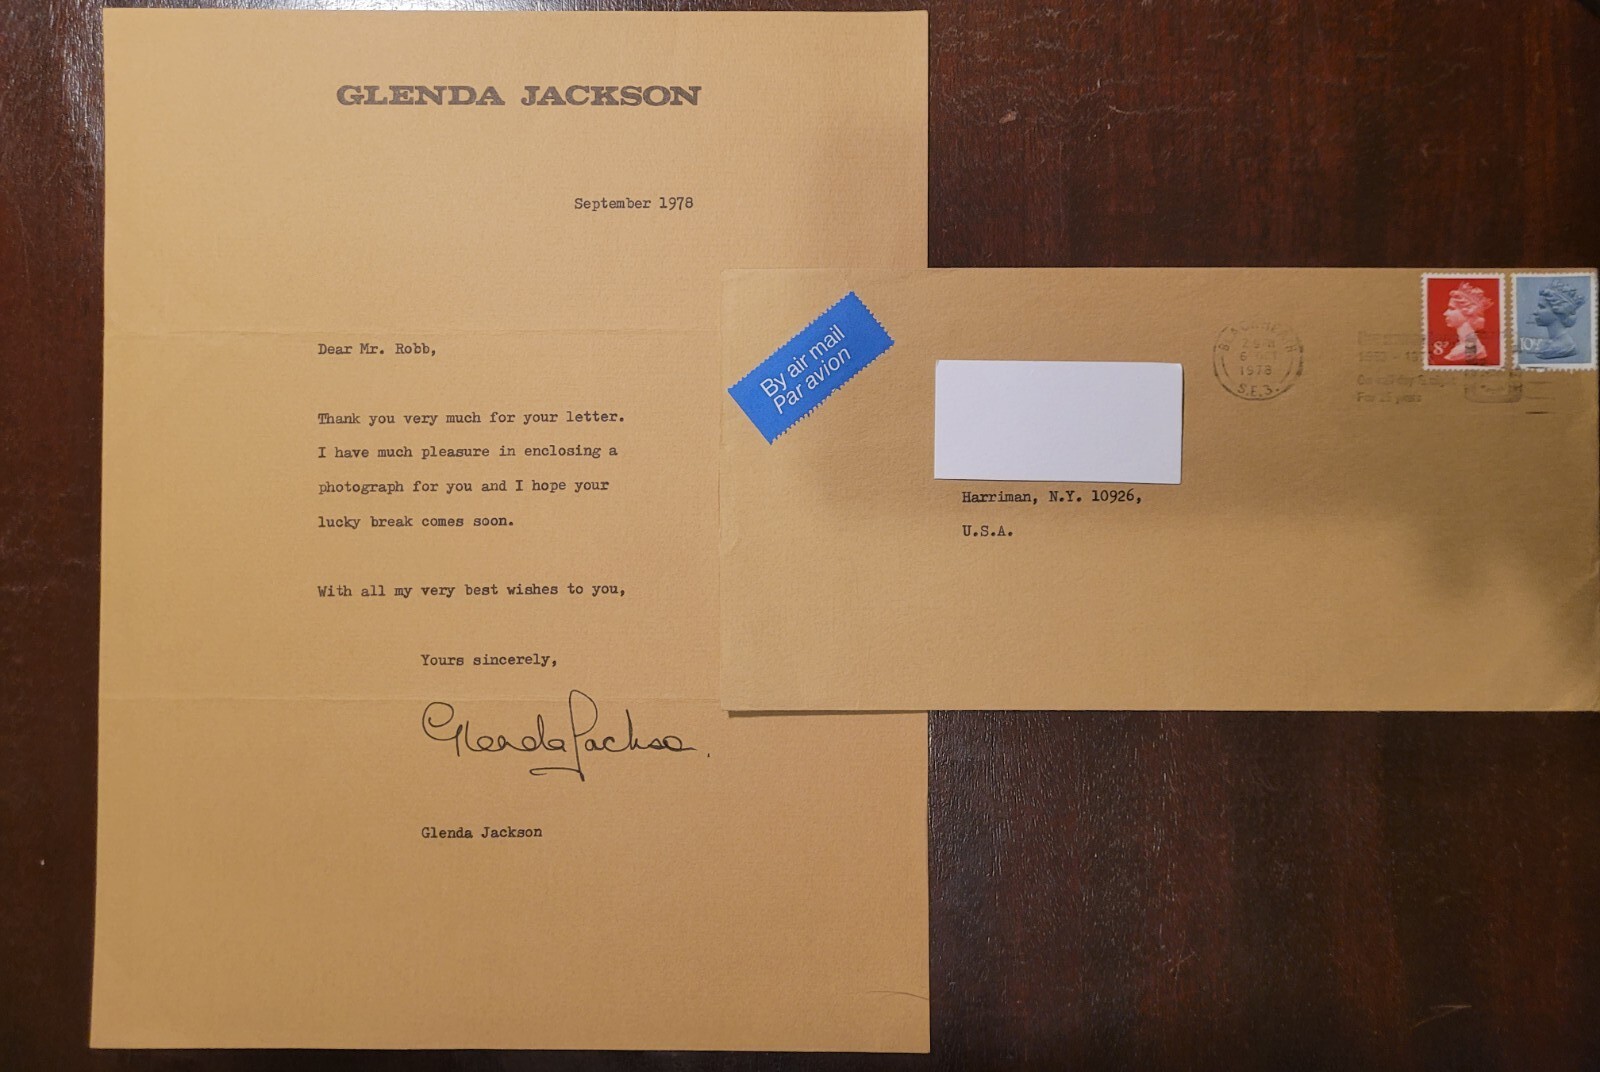 GLENDA JACKSON
September 1978
Dear Mr. Robb,
Thank you very much for your letter.
I have much pleasure in enclosing a
photograph for you and I hope your
lucky break comes soon.
With all my very best wishes to you,
Yours sincerely,
Glenda Jackson.
Glenda Jackson
By air mail
Par avion
Harriman, N.Y. 10926,
U.S.A.
6 OCT
1978
S.E.3.
8P
10P